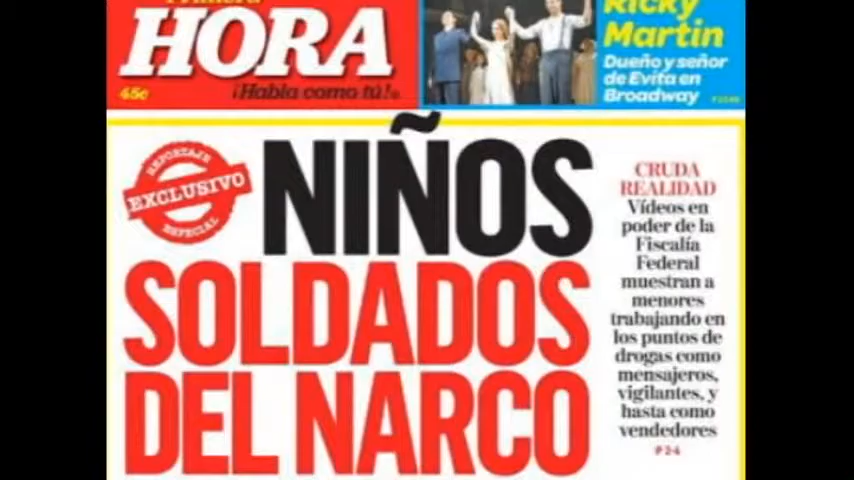 Primera
HORA
¡Habla como tú!
45¢
Ricky
Martin
Dueño y señor
de Evita en
Broadway
REPORTAJE
EXCLUSIVO
ESPECIAL
NIÑOS
SOLDADOS
DEL NARCO
CRUDA
REALIDAD
Vídeos en
poder de la
Fiscalía
Federal
muestran a
menores
trabajando en
los puntos de
drogas como
mensajeros,
vigilantes, y
hasta como
vendedores
P 2-4